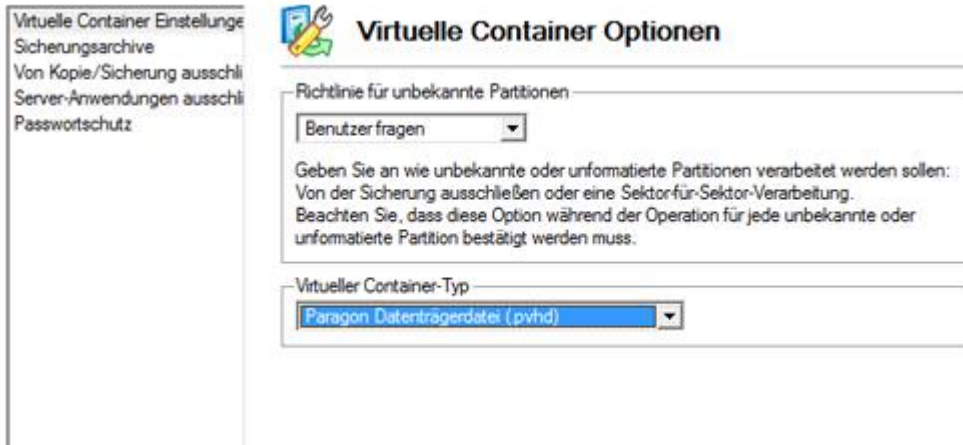 Virtuelle Container Einstellunge
Sicherungsarchive
Von Kopie/Sicherung ausschli
Server-Anwendungen ausschli
Passwortschutz
Virtuelle Container Optionen
Richtlinie für unbekannte Partitionen
Benutzer fragen
Geben Sie an wie unbekannte oder unformatierte Partitionen verarbeitet werden sollen:
Von der Sicherung ausschließen oder eine Sektor-für-Sektor-Verarbeitung.
Beachten Sie, dass diese Option während der Operation für jede unbekannte oder
unformatierte Partition bestätigt werden muss.
Virtueller Container-Typ
Paragon Datenträgerdatei (.pvhd)